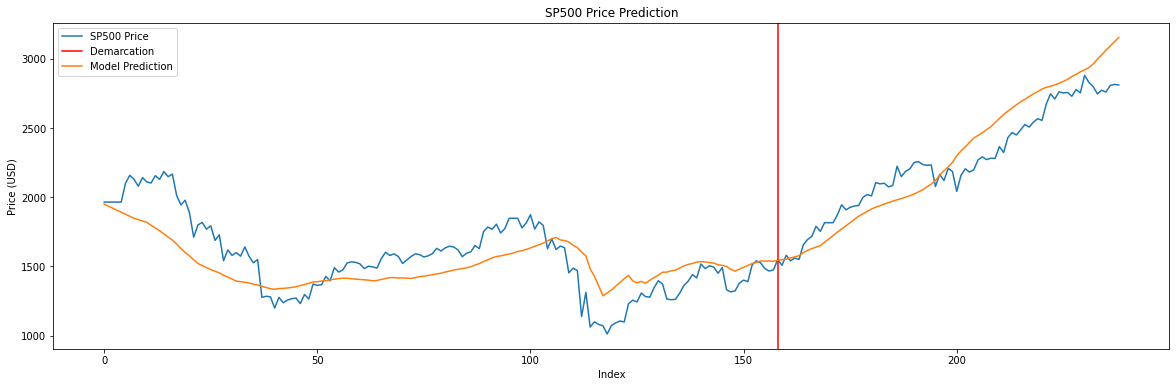 SP500 Price Prediction
SP500 Price
Demarcation
Model Prediction
Price (USD)
3000
2500
2000
1500
1000
0
50
100
150
200
Index